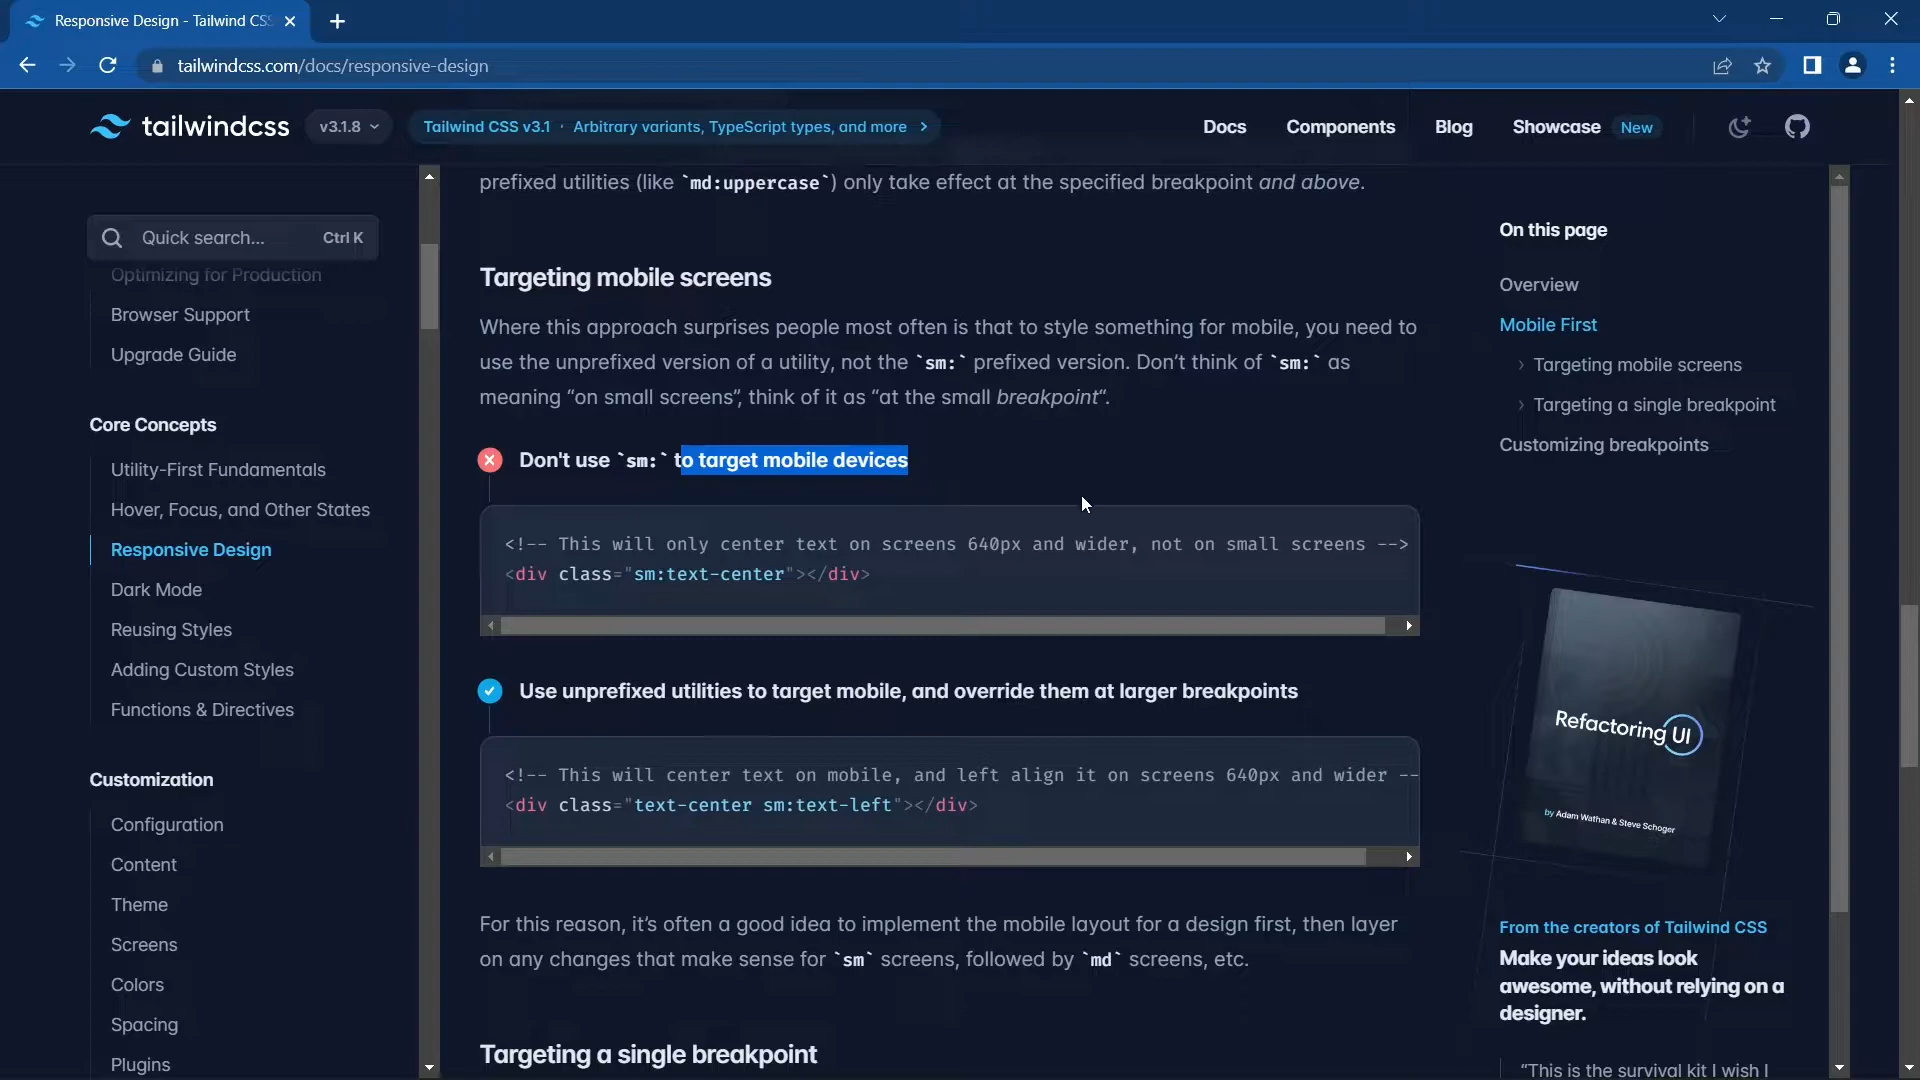 Responsive Design - Tailwind CSS
tailwindcss.com/docs/responsive-design
tailwindcss
v3.1.8
Tailwind CSS v3.1 · Arbitrary variants, TypeScript types, and more
Docs
Components
Blog
Showcase
New
Quick search...
Ctrl K
Optimizing for Production
Browser Support
Upgrade Guide
Core Concepts
Utility-First Fundamentals
Hover, Focus, and Other States
Responsive Design
Dark Mode
Reusing Styles
Adding Custom Styles
Functions & Directives
Customization
Configuration
Content
Theme
Screens
Colors
Spacing
Plugins
prefixed utilities (like `md:uppercase`) only take effect at the specified breakpoint and above.
Targeting mobile screens
Where this approach surprises people most often is that to style something for mobile, you need to
use the unprefixed version of a utility, not the `sm:` prefixed version. Don’t think of `sm:` as
meaning “on small screens”, think of it as “at the small breakpoint“.
Don't use `sm:` to target mobile devices
<!-- This will only center text on screens 640px and wider, not on small screens -->
<div class="sm:text-center"></div>
Use unprefixed utilities to target mobile, and override them at larger breakpoints
<!-- This will center text on mobile, and left align it on screens 640px and wider --
<div class="text-center sm:text-left"></div>
For this reason, it’s often a good idea to implement the mobile layout for a design first, then layer
on any changes that make sense for `sm` screens, followed by `md` screens, etc.
Targeting a single breakpoint
On this page
Overview
Mobile First
Targeting mobile screens
Targeting a single breakpoint
Customizing breakpoints
Refactoring UI
by Adam Wathan & Steve Schoger
From the creators of Tailwind CSS
Make your ideas look
awesome, without relying on a
designer.
“This is the survival kit I wish I